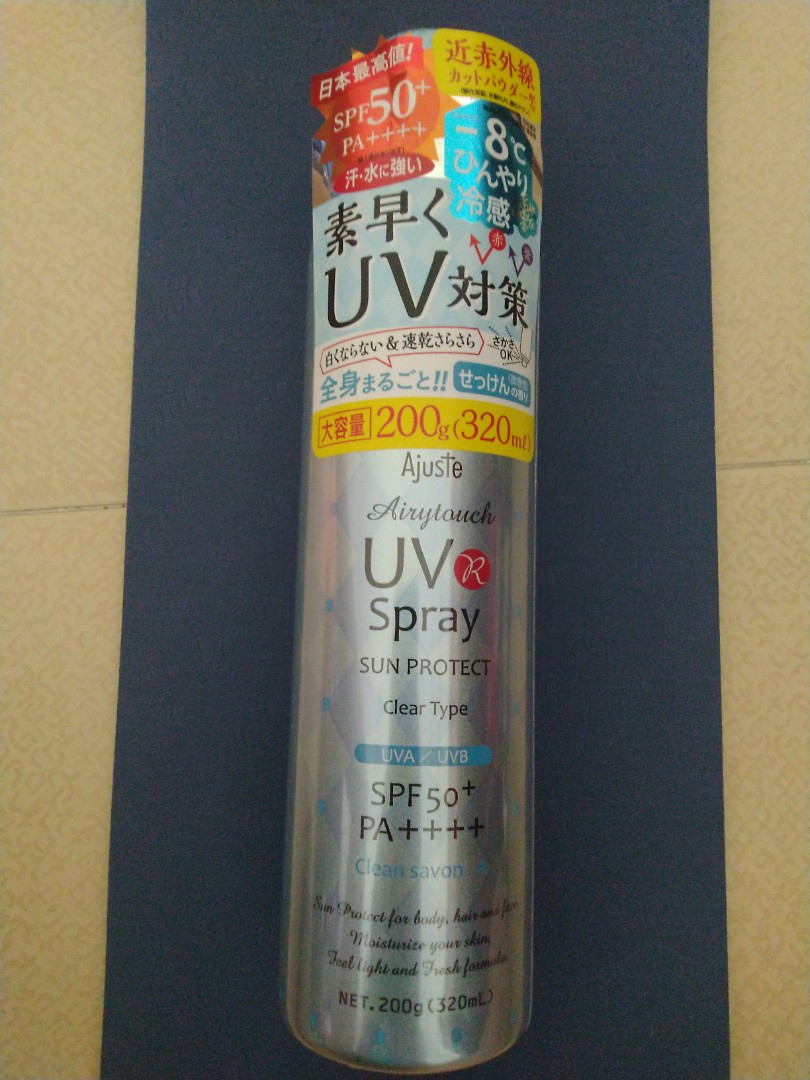 日本最高値!
SPF50+
PA++++
汗・水に強い
近赤外線
カットパウダー
-8℃
ひんやり
冷感
素早く
UV対策
赤
白くならない&速乾さらさら
さかさ
OK
全身まるごと!!
せっけんの香り
大容量 200g(320mL)
Ajuste
Airytouch
UV R
Spray
SUN PROTECT
Clear Type
UVA / UVB
SPF50+
PA++++
Clean savon
Sun Protect for body, hair and face
Moisturize your skin.
Feel light and Fresh formula.
NET.200g(320mL)